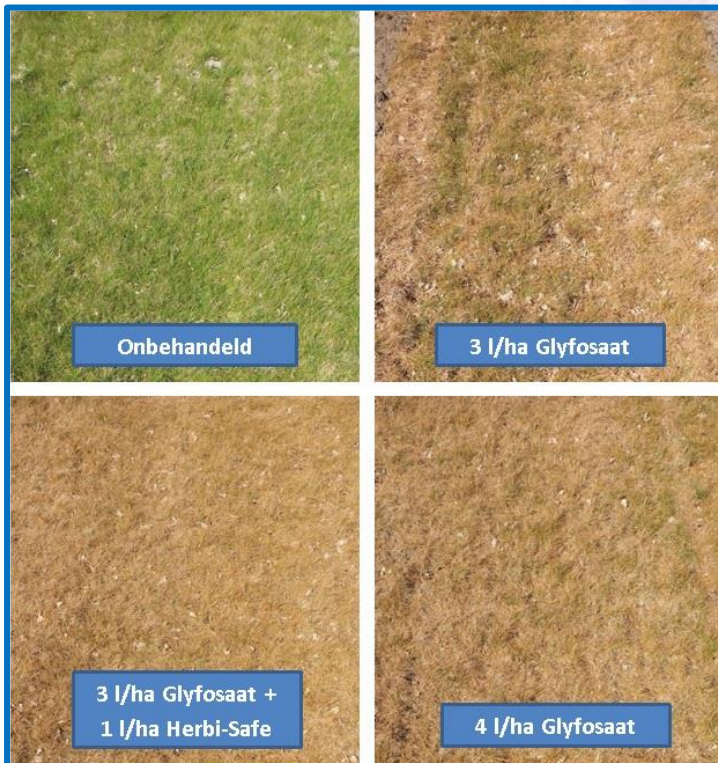 Onbehandeld
3 l/ha Glyfosaat
3 l/ha Glyfosaat +
1 l/ha Herbi-Safe
4 l/ha Glyfosaat